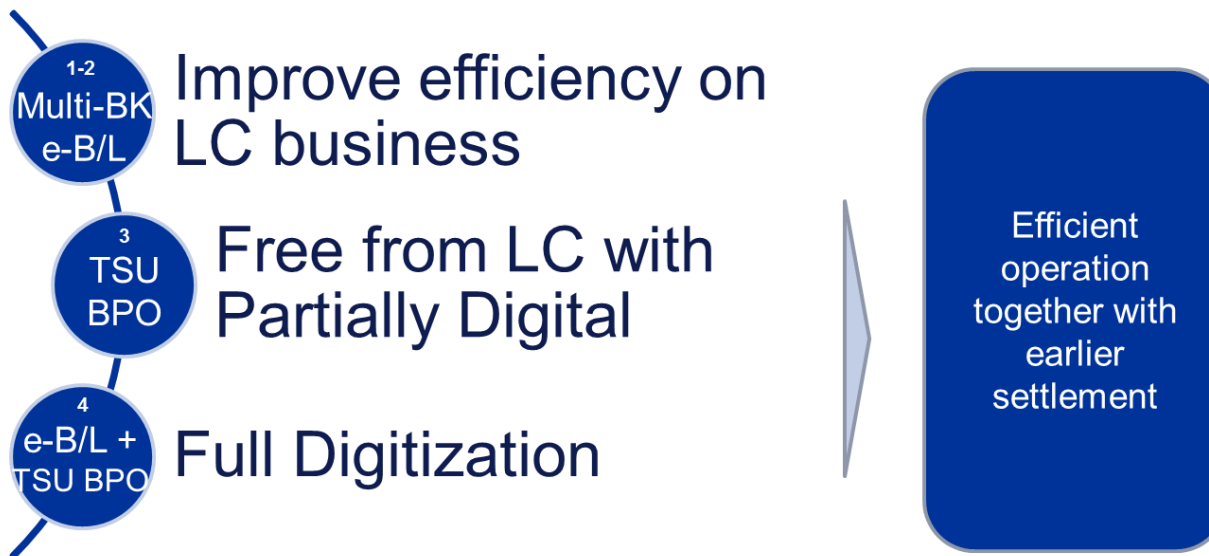 1-2
Multi-BK
e-B/L
Improve efficiency on
LC business
3
TSU
BPO
Free from LC with
Partially Digital
4
e-B/L +
TSU BPO
Full Digitization
Efficient
operation
together with
earlier
settlement